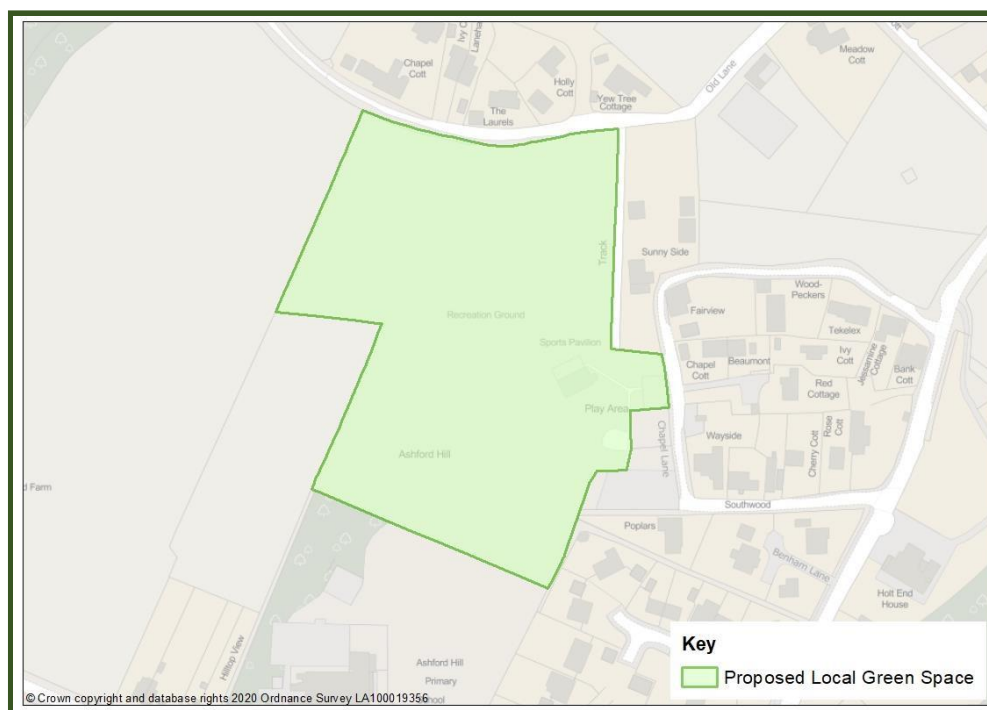 Ivy C
Laneha
Chapel
Cott
The
Laurels
Holly
Cott
Yew Tree
Cottage
Old Lane
Meadow
Cott
Track
Sunny Side
Recreation Ground
Sports Pavilion
Play Area
Ashford Hill
Chapel Lane
Fairview
Wood-
Peckers
Tekelex
Chapel
Cott
Beaumont
Ivy
Cott
Jessamine
Cottage
Bank
Cott
Red
Cottage
Wayside
Cherry Cott
Rose
Cott
Southwood
Poplars
Benham Lane
Holt End
House
d Farm
Hilltop View
Ashford Hill
Primary
School
Key
Proposed Local Green Space
© Crown copyright and database rights 2020 Ordnance Survey LA100019356